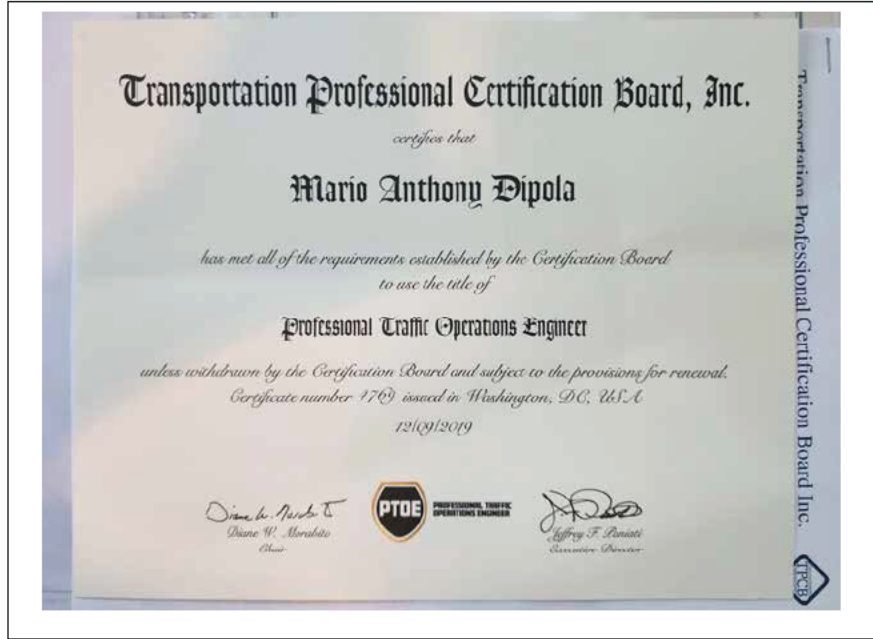 Transportation Professional Certification Board, Inc.
certifies that
Mario Anthony Dipola
has met all of the requirements established by the Certification Board
to use the title of
Professional Traffic Operations Engineer
unless withdrawn by the Certification Board and subject to the provisions for renewal.
Certificate number issued in Washington, DC, USA
12/09/2019
Diane W. Morabito
Chair
PTOE
PROFESSIONAL TRAFFIC
OPERATIONS ENGINEER
Jeffrey F. Paniati
Executive Director
Transportation Professional Certification Board Inc.
TPCB